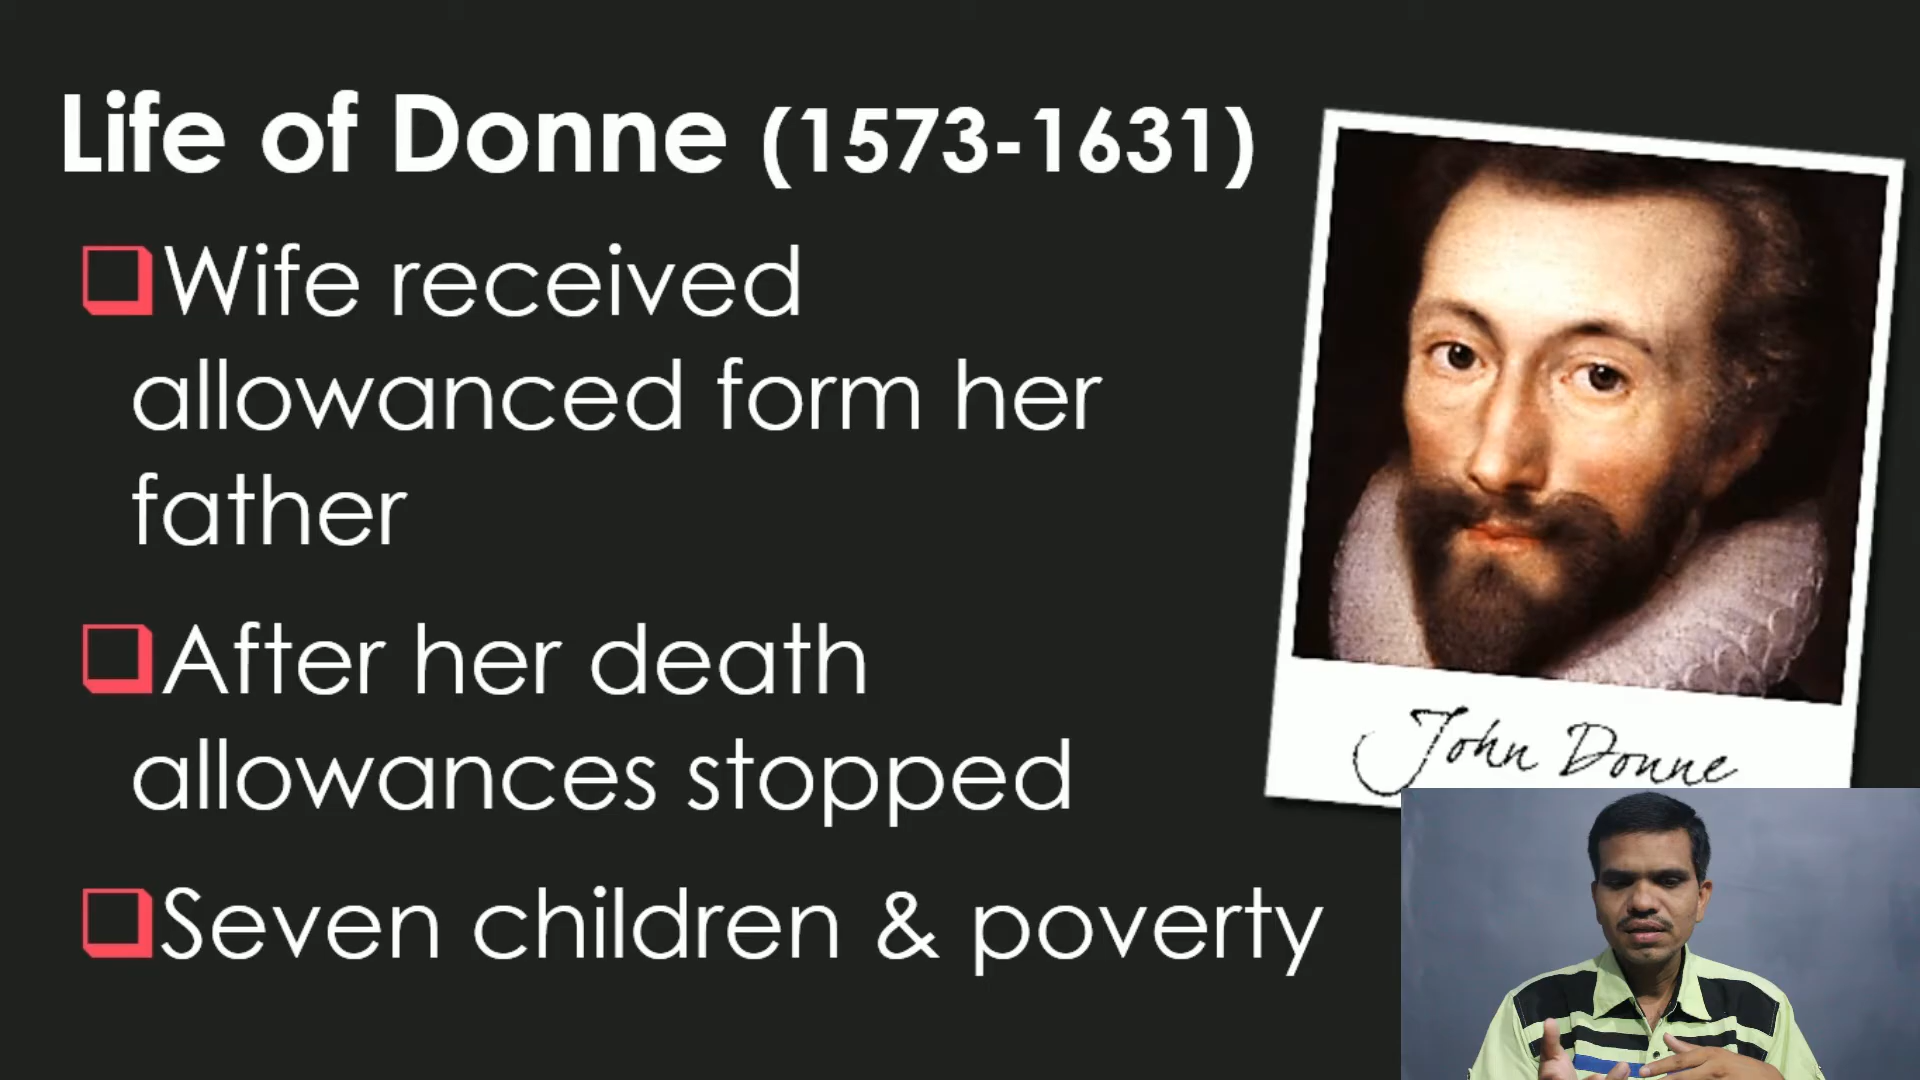 Life of Donne (1573-1631)
Wife received
allowanced form her
father
After her death
allowances stopped
Seven children & poverty
John Donne